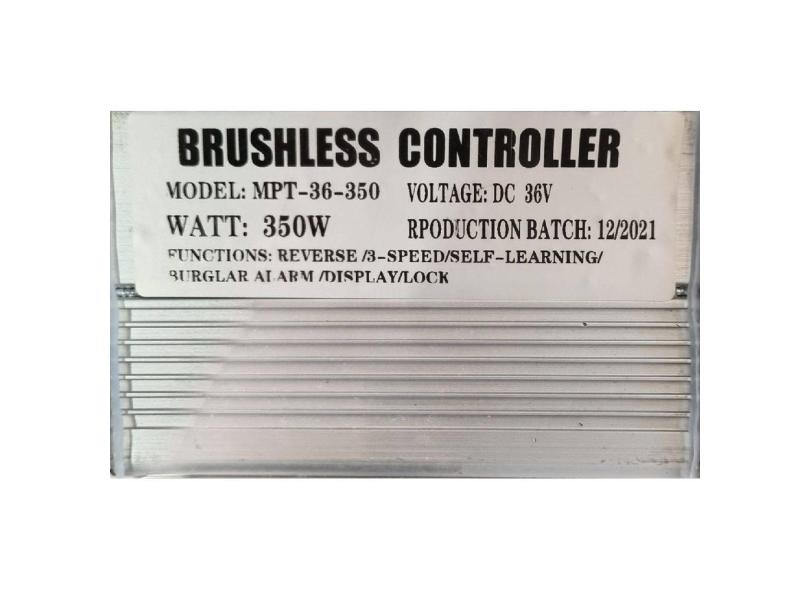 BRUSHLESS CONTROLLER
MODEL: MPT-36-350 VOLTAGE: DC 36V
WATT: 350W RPODUCTION BATCH: 12/2021
FUNCTIONS: REVERSE /3-SPEED/SELF-LEARNING/
BURGLAR ALARM /DISPLAY/LOCK